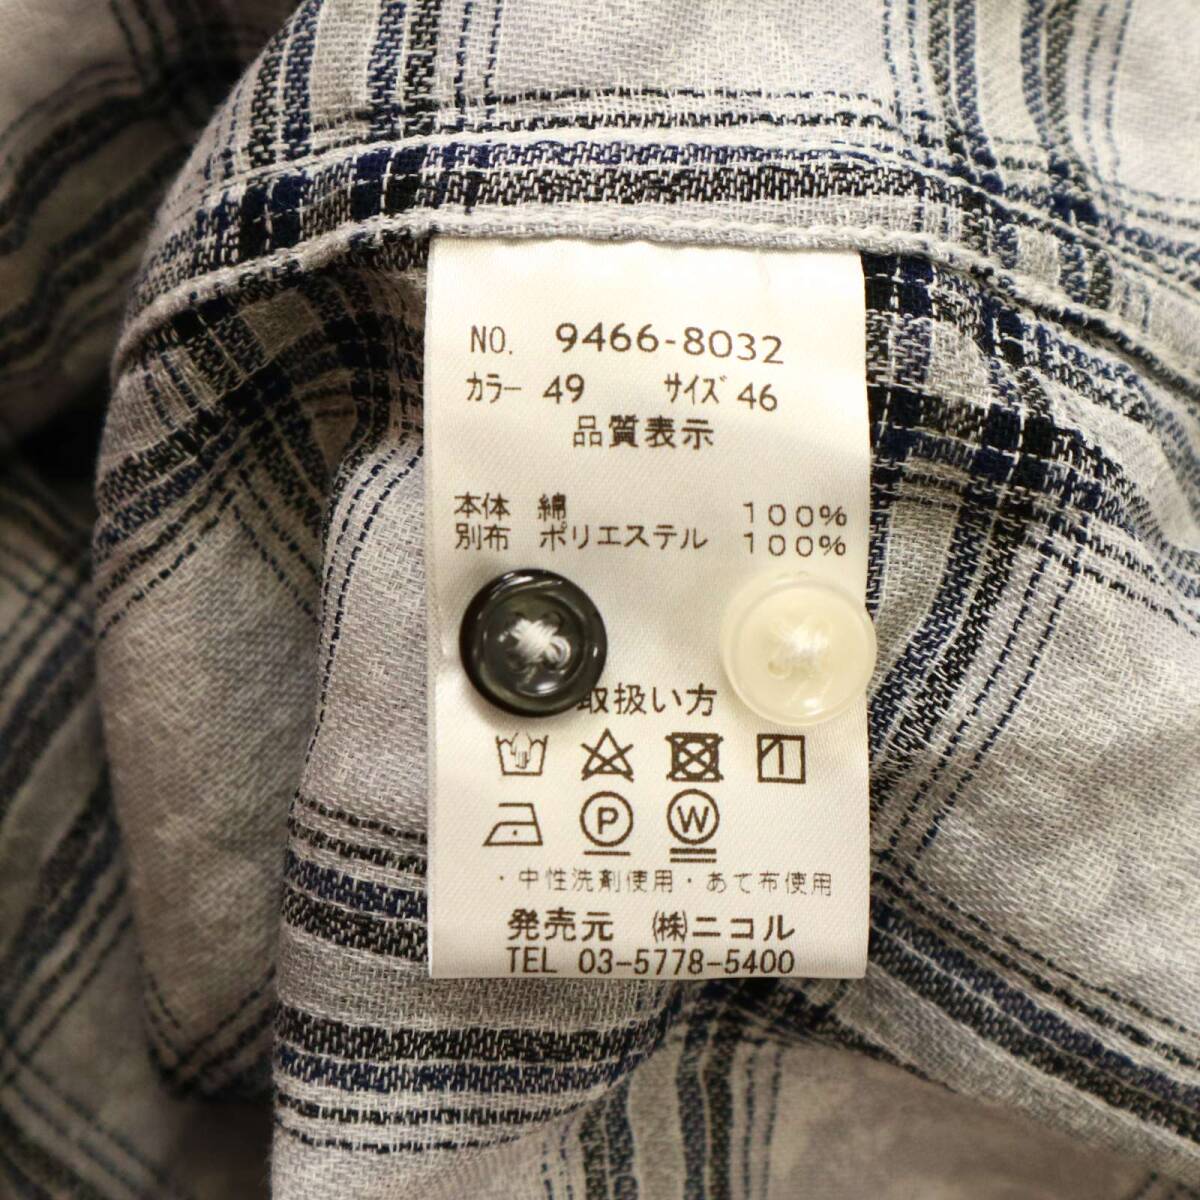 NO. 9466-8032
カラー 49 サイズ 46
品質表示
本体 綿 100%
別布 ポリエステル 100%
取扱い方
P W
・中性洗剤使用・あて布使用
発売元 ㈱ニコル
TEL 03-5778-5400